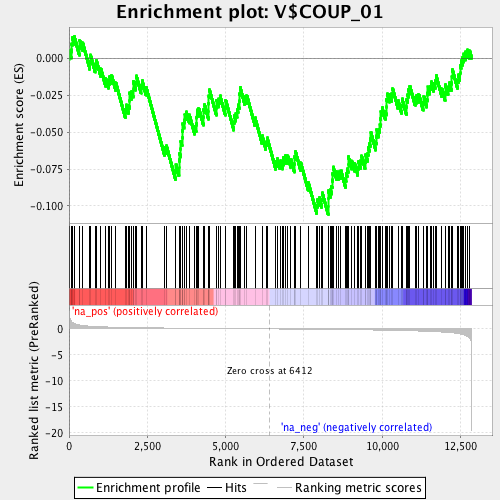 Enrichment plot: V$COUP_01
Enrichment score (ES)
0.000
-0.025
-0.050
-0.075
-0.100
'na_pos' (positively correlated)
Ranked list metric (PreRanked)
0
-5
-10
-15
-20
Zero cross at 6412
'na_neg' (negatively correlated)
0
2,500
5,000
7,500
10,000
12,500
Rank in Ordered Dataset
Enrichment profile
Hits
Ranking metric scores